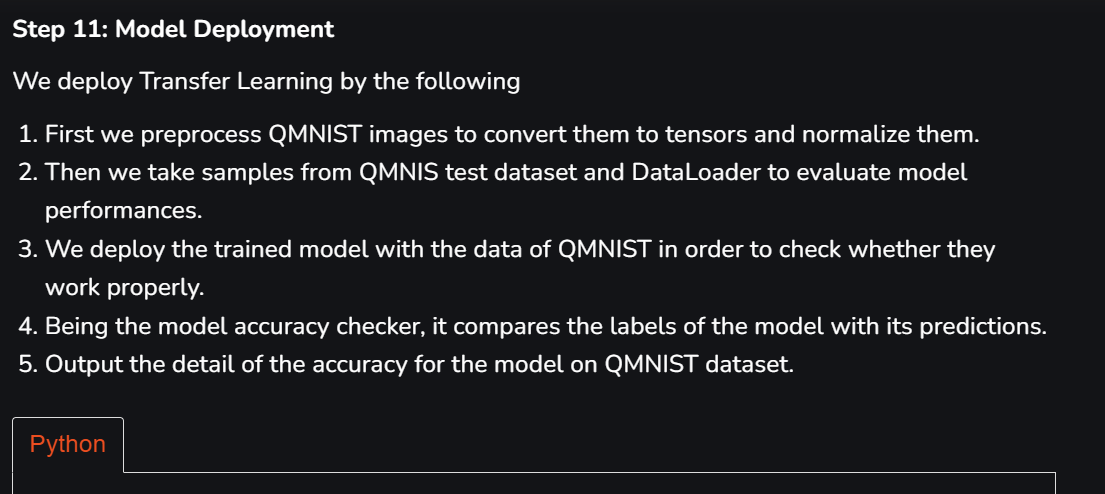 Step 11: Model Deployment
We deploy Transfer Learning by the following
1. First we preprocess QMNIST images to convert them to tensors and normalize them.
2. Then we take samples from QMNIS test dataset and DataLoader to evaluate model
performances.
3. We deploy the trained model with the data of QMNIST in order to check whether they
work properly.
4. Being the model accuracy checker, it compares the labels of the model with its predictions.
5. Output the detail of the accuracy for the model on QMNIST dataset.
Python